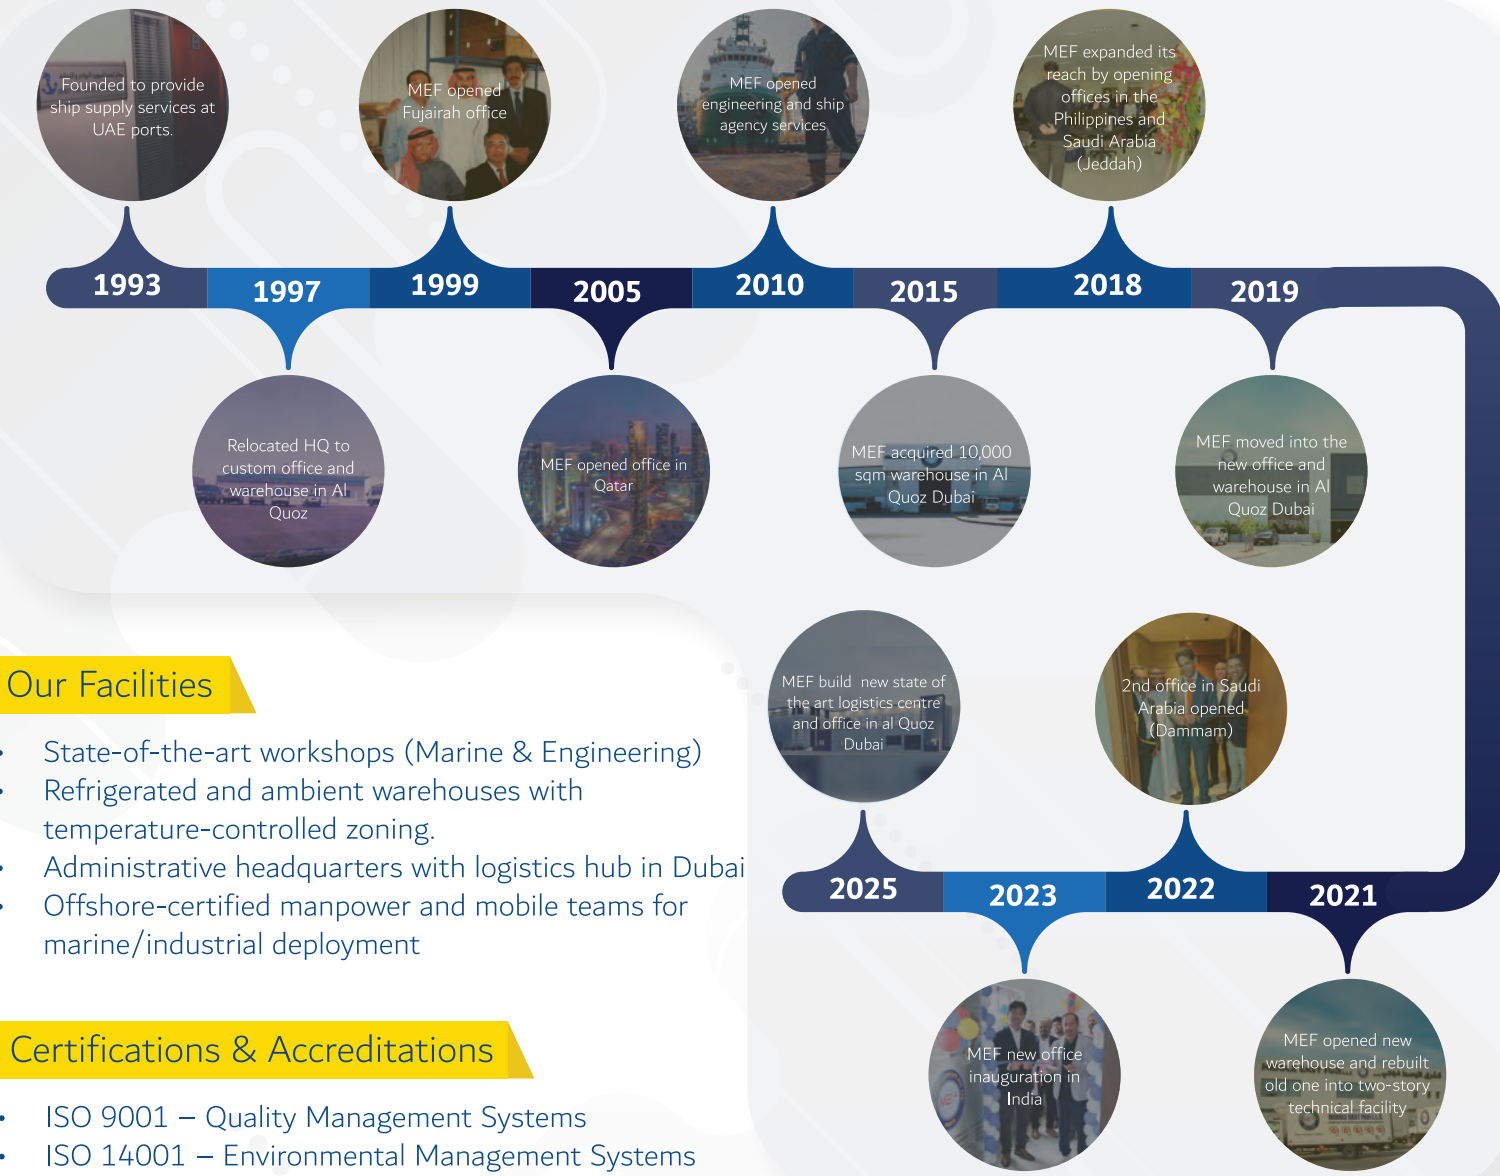 Founded to provide
ship supply services at
UAE ports.
MEF opened
Fujairah office
MEF opened
engineering and ship
agency services
MEF expanded its
reach by opening
offices in the
Philippines and
Saudi Arabia
(Jeddah)
1993
1997
1999
2005
2010
2015
2018
2019
Relocated HQ to
custom office and
warehouse in Al
Quoz
MEF opened office in
Qatar
MEF acquired 10,000
sqm warehouse in Al
Quoz Dubai
MEF moved into the
new office and
warehouse in Al
Quoz Dubai
MEF build new state of
the art logistics centre
and office in al Quoz
Dubai
2nd office in Saudi
Arabia opened
(Dammam)
2025
2023
2022
2021
MEF new office
inauguration in
India
MEF opened new
warehouse and rebuilt
old one into two-story
technical facility
Our Facilities
• State-of-the-art workshops (Marine & Engineering)
• Refrigerated and ambient warehouses with
temperature-controlled zoning.
• Administrative headquarters with logistics hub in Dubai
• Offshore-certified manpower and mobile teams for
marine/industrial deployment
Certifications & Accreditations
• ISO 9001 – Quality Management Systems
• ISO 14001 – Environmental Management Systems